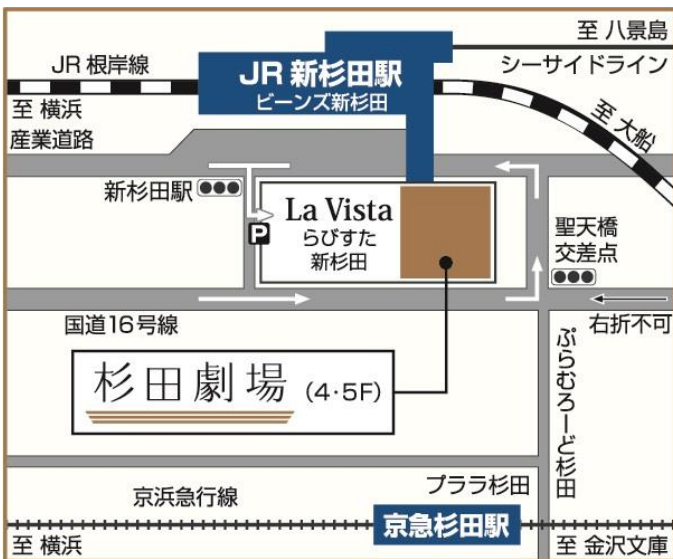 至 八景島
JR 根岸線
JR 新杉田駅
ビーンズ新杉田
シーサイドライン
至 横浜
至 大船
産業道路
新杉田駅
La Vista
らびすた
新杉田
P
聖天橋
交差点
国道16号線
右折不可
杉田劇場 (4·5F)
ぷらむろーど杉田
プララ杉田
京浜急行線
京急杉田駅
至 横浜
至 金沢文庫